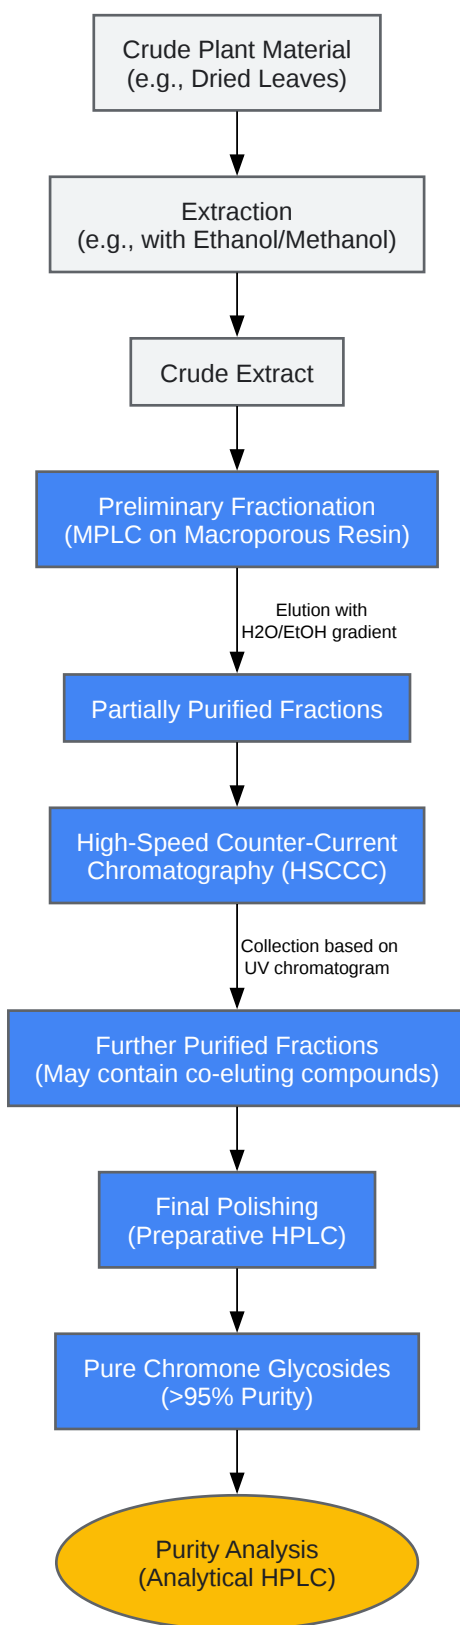 Crude Plant Material
(e.g., Dried Leaves)
Extraction
(e.g., with Ethanol/Methanol)
Crude Extract
Preliminary Fractionation
(MPLC on Macroporous Resin)
Elution with
H2O/EtOH gradient
Partially Purified Fractions
High-Speed Counter-Current
Chromatography (HSCCC)
Collection based on
UV chromatogram
Further Purified Fractions
(May contain co-eluting compounds)
Final Polishing
(Preparative HPLC)
Pure Chromone Glycosides
(>95% Purity)
Purity Analysis
(Analytical HPLC)